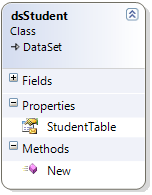 dsStudent
Class
DataSet
Fields
Properties
StudentTable
Methods
New